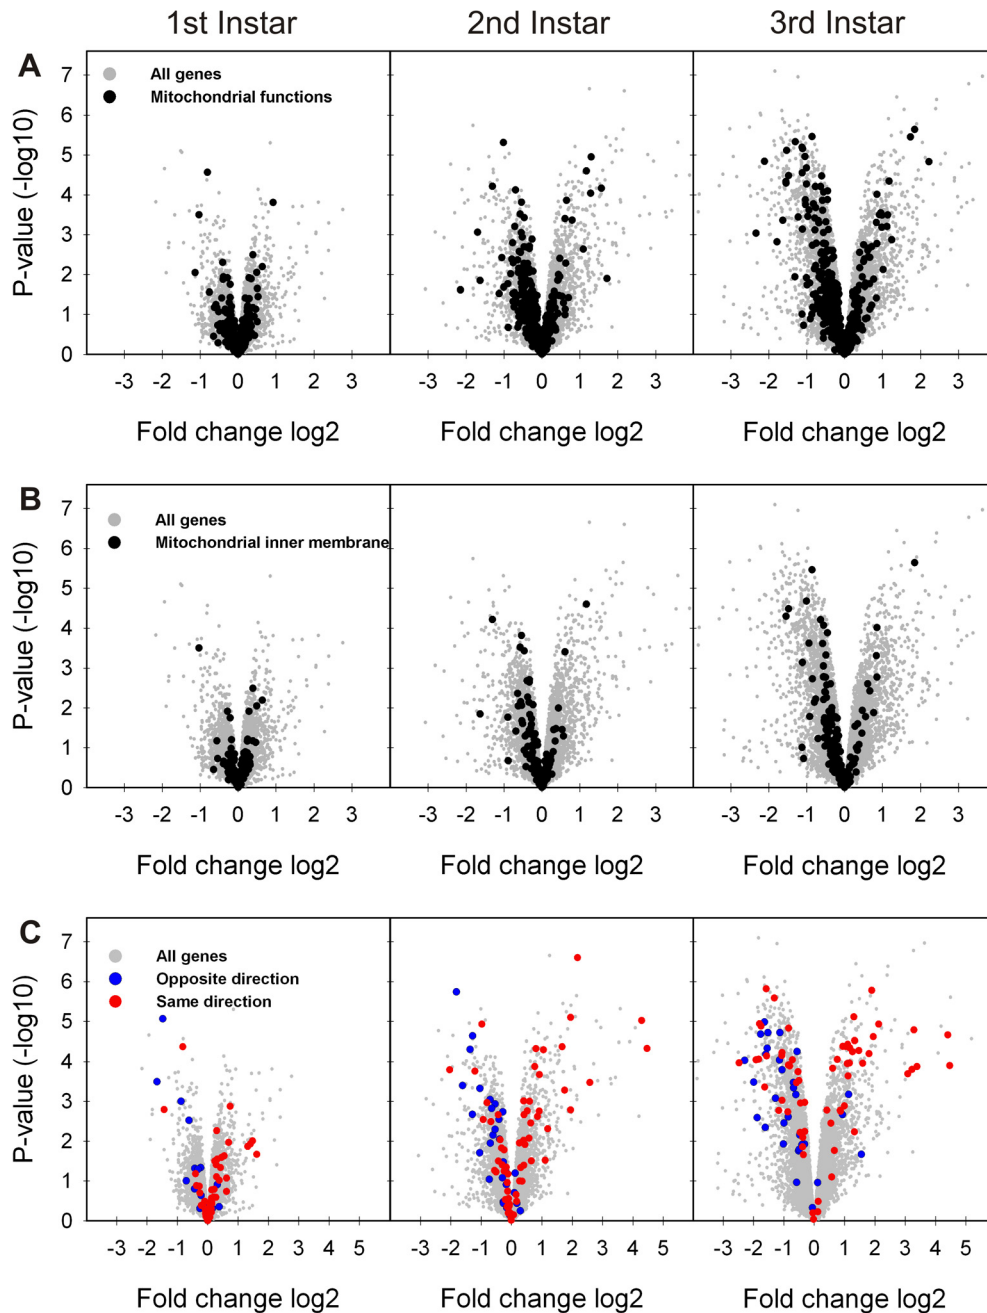 1st Instar 2nd Instar 3rd Instar
A
All genes
Mitochondrial functions
P-value (-log10)
7
6
5
4
3
2
1
0
-3 -2 -1 0 1 2 3 -3 -2 -1 0 1 2 3 -3 -2 -1 0 1 2 3
Fold change log2 Fold change log2 Fold change log2
B
All genes
Mitochondrial inner membrane
P-value (-log10)
7
6
5
4
3
2
1
0
-3 -2 -1 0 1 2 3 -3 -2 -1 0 1 2 3 -3 -2 -1 0 1 2 3
Fold change log2 Fold change log2 Fold change log2
C
All genes
Opposite direction
Same direction
P-value (-log10)
7
6
5
4
3
2
1
0
-3 -2 -1 0 1 2 3 4 5 -3 -2 -1 0 1 2 3 4 5 -3 -2 -1 0 1 2 3 4 5
Fold change log2 Fold change log2 Fold change log2